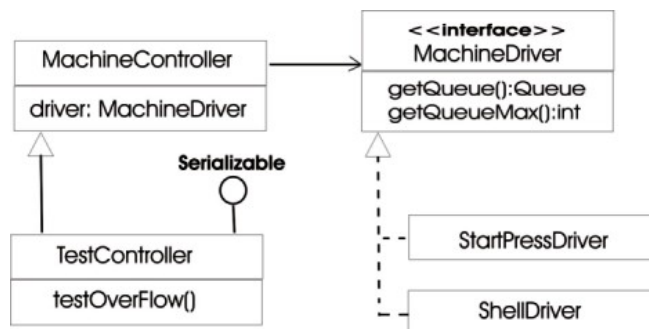 MachineController
driver: MachineDriver
<<interface>>
MachineDriver
getQueue():Queue
getQueueMax():int
Serializable
TestController
testOverFlow()
StartPressDriver
ShellDriver